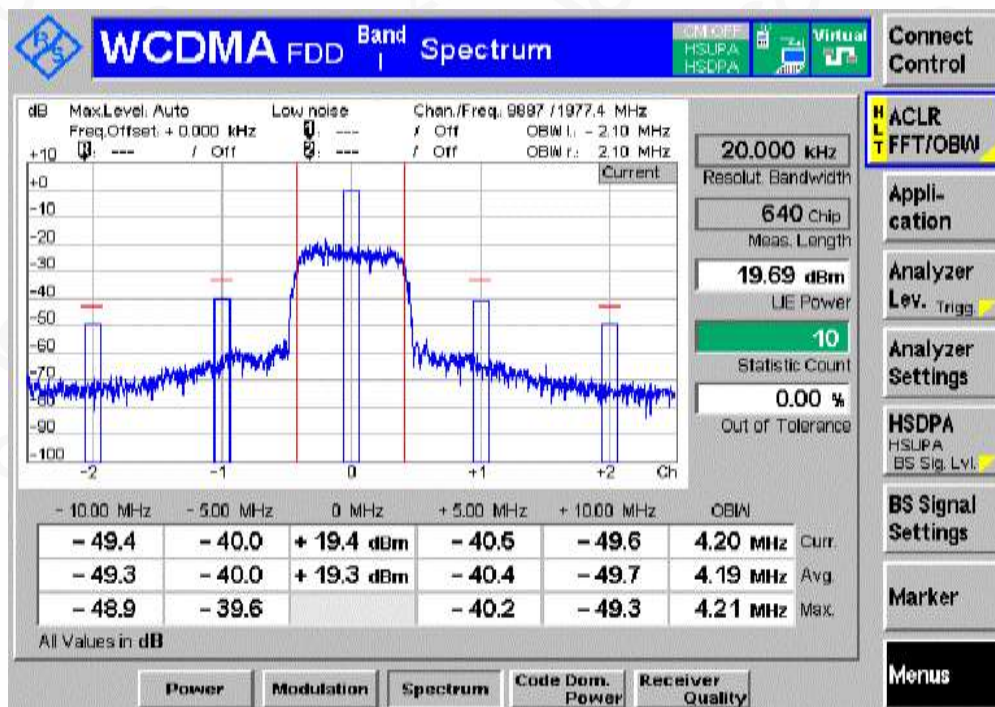 WCDMA FDD Band I Spectrum
CM OFF
HSUPA
HSDPA
Virtual
Connect Control
dB Max.Level: Auto Low noise Chan./Freq.: 9887 / 1977.4 MHz
Freq.Offset: + 0.000 kHz 1: --- / Off OBW l.: - 2.10 MHz
--- / Off 2: --- / Off OBW r.: 2.10 MHz
Current
+10
+0
-10
-20
-30
-40
-50
-60
-70
-80
-90
-100
-2 -1 0 +1 +2 Ch
20.000 kHz
Resolut. Bandwidth
640 Chip
Meas. Length
19.69 dBm
UE Power
10
Statistic Count
0.00 %
Out of Tolerance
- 10.00 MHz - 5.00 MHz 0 MHz + 5.00 MHz + 10.00 MHz OBW
- 49.4 - 40.0 + 19.4 dBm - 40.5 - 49.6 4.20 MHz Curr.
- 49.3 - 40.0 + 19.3 dBm - 40.4 - 49.7 4.19 MHz Avg.
- 48.9 - 39.6 - 40.2 - 49.3 4.21 MHz Max.
All Values in dB
HLT
ACLR
FFT/OBW
Appli-
cation
Analyzer
Lev. Trigg.
Analyzer
Settings
HSDPA
HSUPA
BS Sig. Lvl.
BS Signal
Settings
Marker
Menus
Power
Modulation
Spectrum
Code Dom.
Power
Receiver
Quality